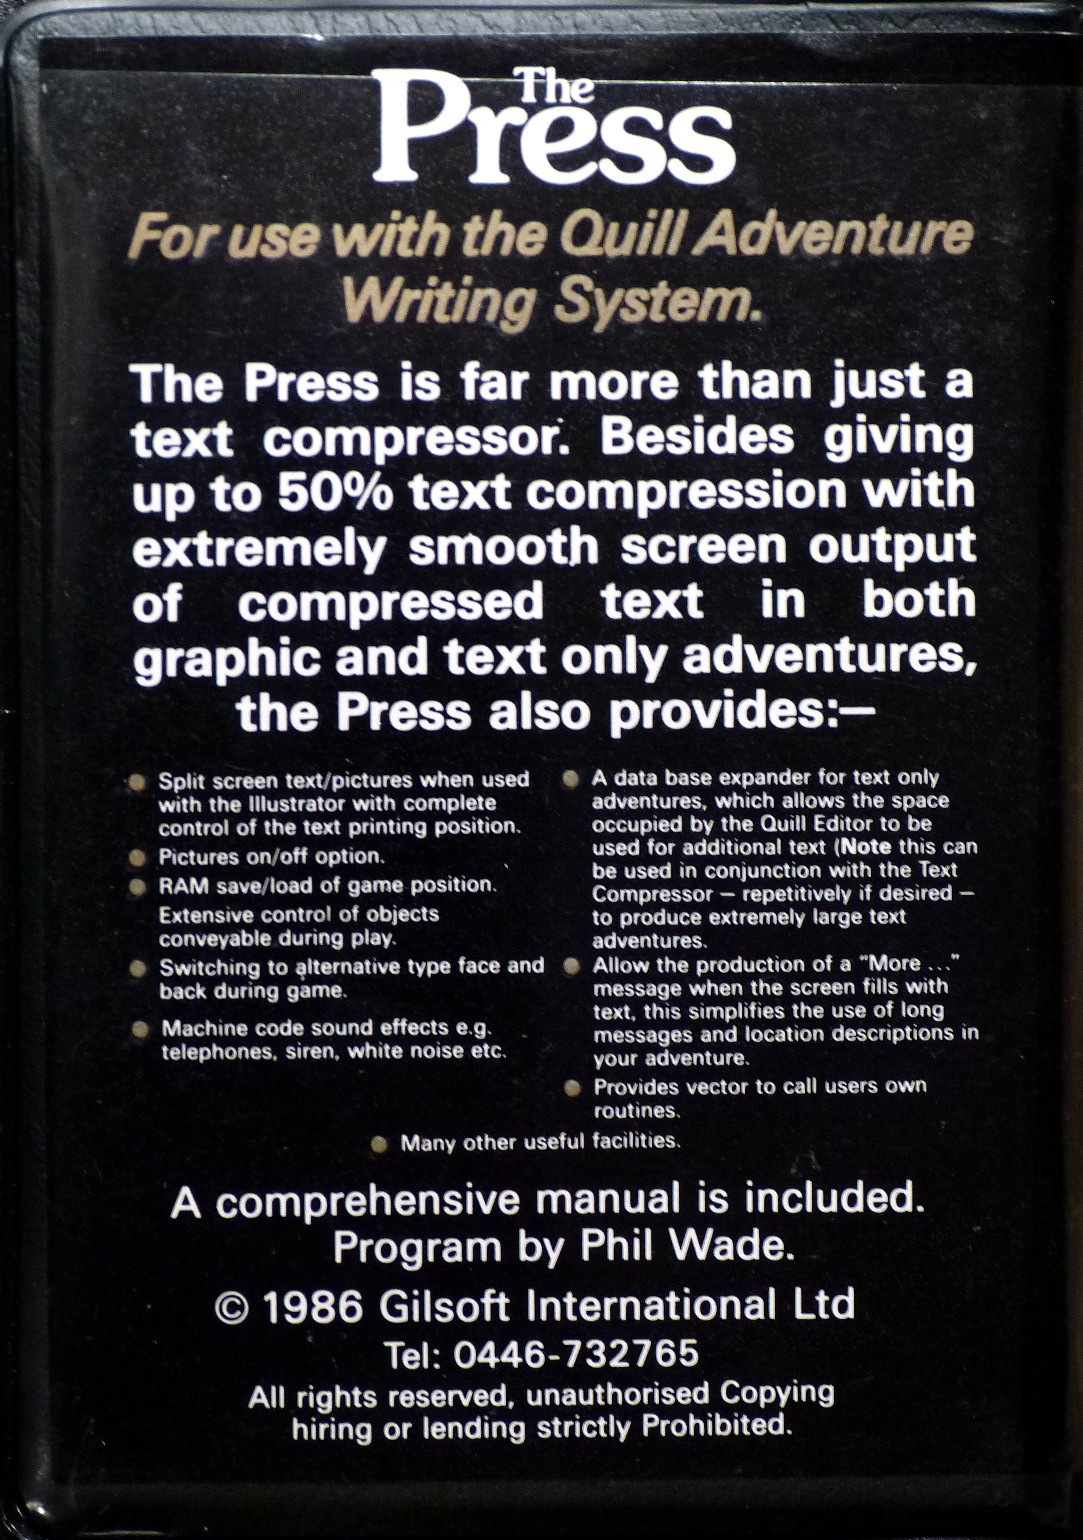 The
Press
For use with the Quill Adventure
Writing System.
The Press is far more than just a
text compressor. Besides giving
up to 50% text compression with
extremely smooth screen output
of compressed text in both
graphic and text only adventures,
the Press also provides:—
● Split screen text/pictures when used
with the Illustrator with complete
control of the text printing position.
● Pictures on/off option.
● RAM save/load of game position.
Extensive control of objects
conveyable during play.
● Switching to alternative type face and
back during game.
● Machine code sound effects e.g.
telephones, siren, white noise etc.
● A data base expander for text only
adventures, which allows the space
occupied by the Quill Editor to be
used for additional text (Note this can
be used in conjunction with the Text
Compressor — repetitively if desired —
to produce extremely large text
adventures.
● Allow the production of a "More ..."
message when the screen fills with
text, this simplifies the use of long
messages and location descriptions in
your adventure.
● Provides vector to call users own
routines.
● Many other useful facilities.
A comprehensive manual is included.
Program by Phil Wade.
© 1986 Gilsoft International Ltd
Tel: 0446-732765
All rights reserved, unauthorised Copying
hiring or lending strictly Prohibited.